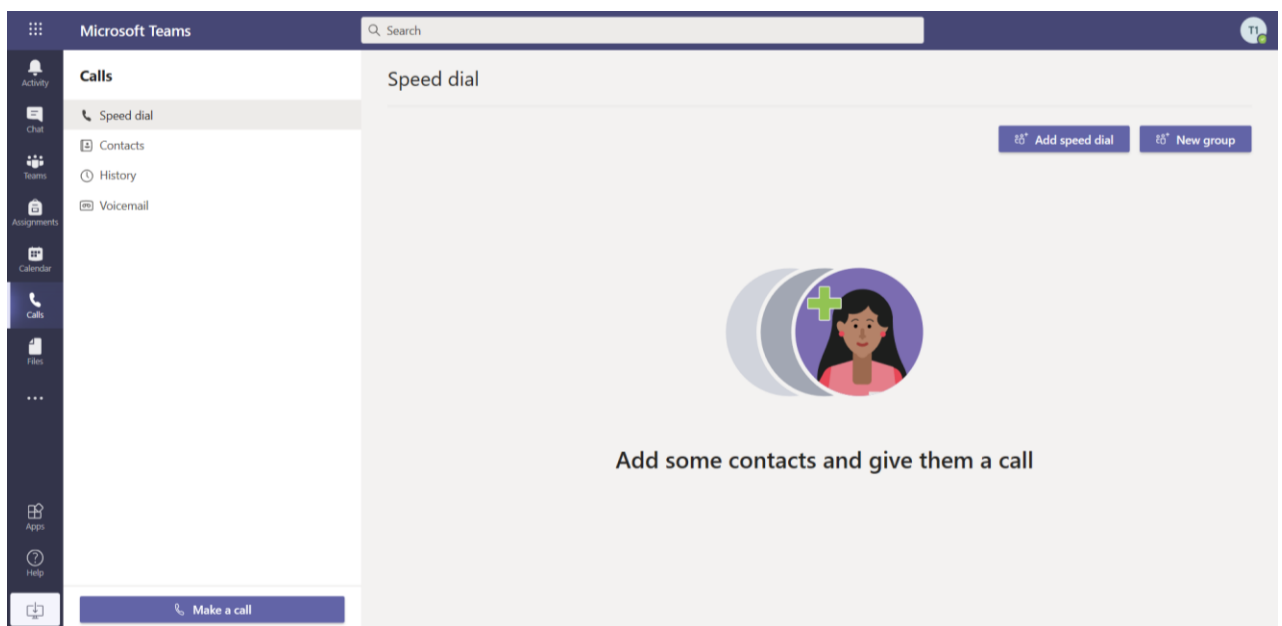 Microsoft Teams
Search
T1
Activity
Chat
Teams
Assignments
Calendar
Calls
Files
Apps
Help
Calls
Speed dial
Contacts
History
Voicemail
Make a call
Speed dial
Add speed dial
New group
Add some contacts and give them a call